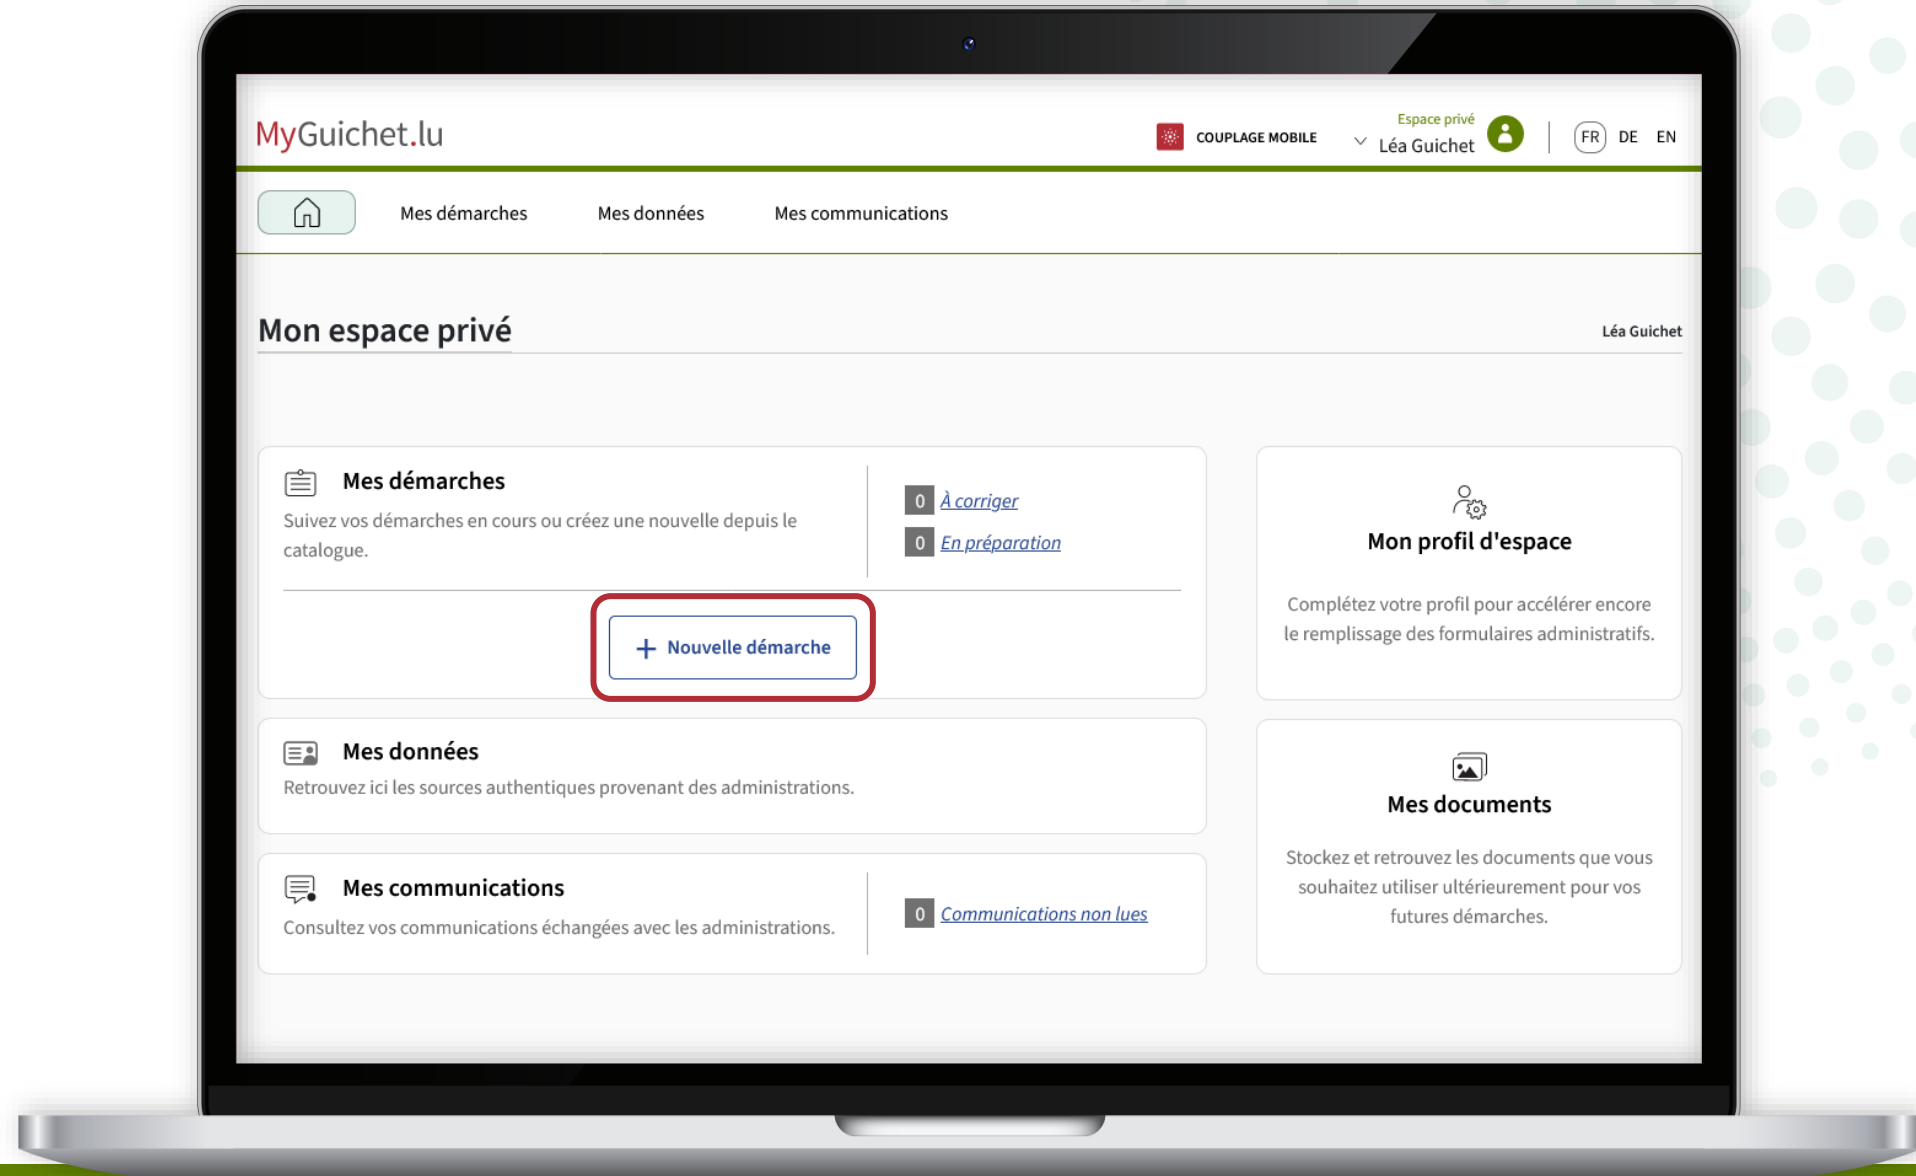 MyGuichet.lu
COUPLAGE MOBILE
Espace privé
Léa Guichet
FR DE EN
Mes démarches Mes données Mes communications
Mon espace privé
Léa Guichet
Mes démarches
Suivez vos démarches en cours ou créez une nouvelle depuis le
catalogue.
0 À corriger
0 En préparation
+ Nouvelle démarche
Mon profil d'espace
Complétez votre profil pour accélérer encore
le remplissage des formulaires administratifs.
Mes données
Retrouvez ici les sources authentiques provenant des administrations.
Mes documents
Stockez et retrouvez les documents que vous
souhaitez utiliser ultérieurement pour vos
futures démarches.
Mes communications
Consultez vos communications échangées avec les administrations.
0 Communications non lues